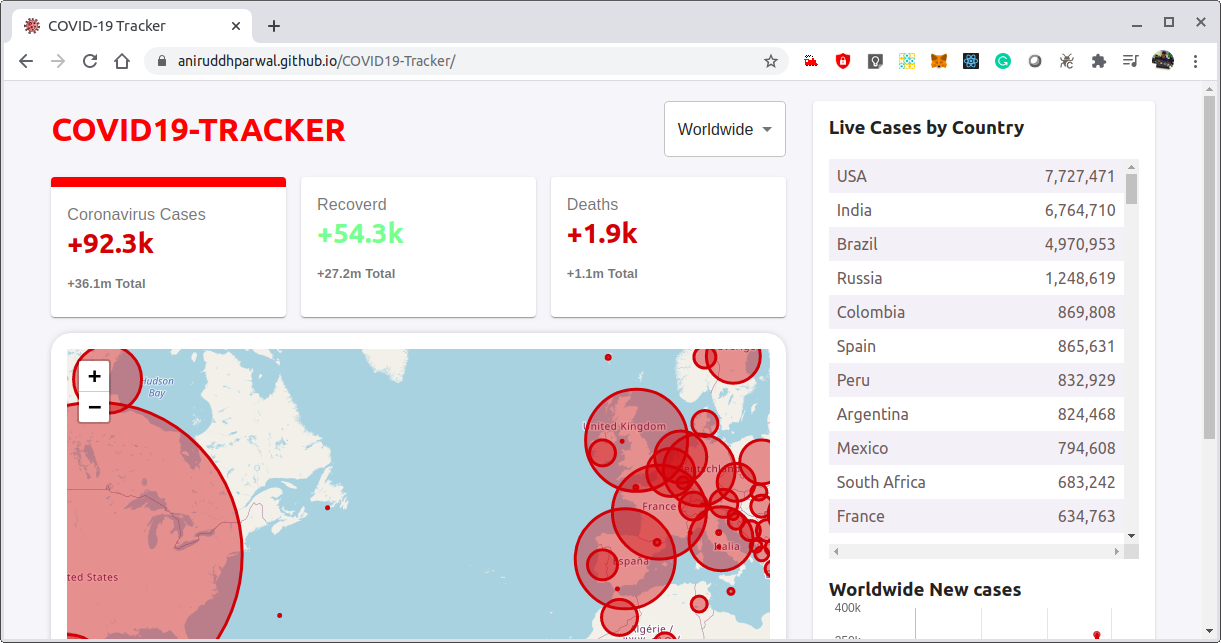 COVID-19 Tracker
aniruddhparwal.github.io/COVID19-Tracker/
COVID19-TRACKER
Worldwide
Coronavirus Cases
+92.3k
+36.1m Total
Recoverd
+54.3k
+27.2m Total
Deaths
+1.9k
+1.1m Total
+
−
Hudson
Bay
United Kingdom
Deutschland
France
Italia
España
ted States
Algérie /
Live Cases by Country
USA 7,727,471
India 6,764,710
Brazil 4,970,953
Russia 1,248,619
Colombia 869,808
Spain 865,631
Peru 832,929
Argentina 824,468
Mexico 794,608
South Africa 683,242
France 634,763
Worldwide New cases
400k